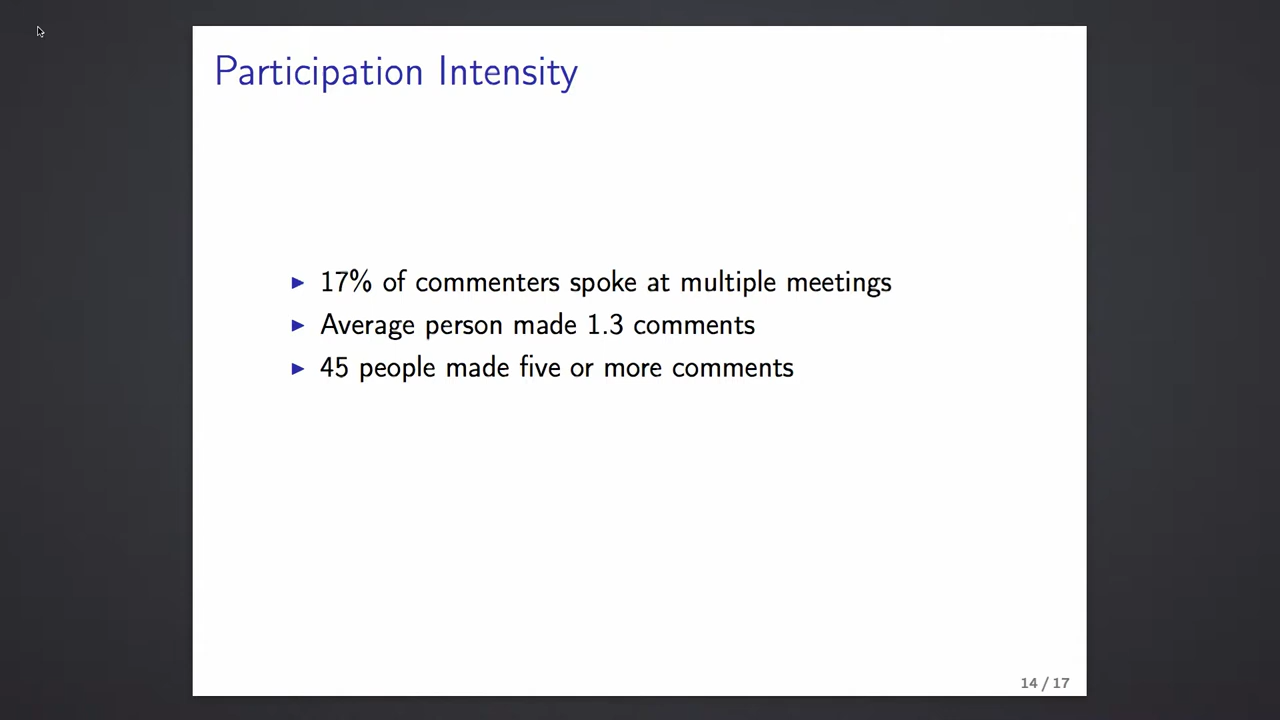 Participation Intensity
17% of commenters spoke at multiple meetings
Average person made 1.3 comments
45 people made five or more comments
14 / 17